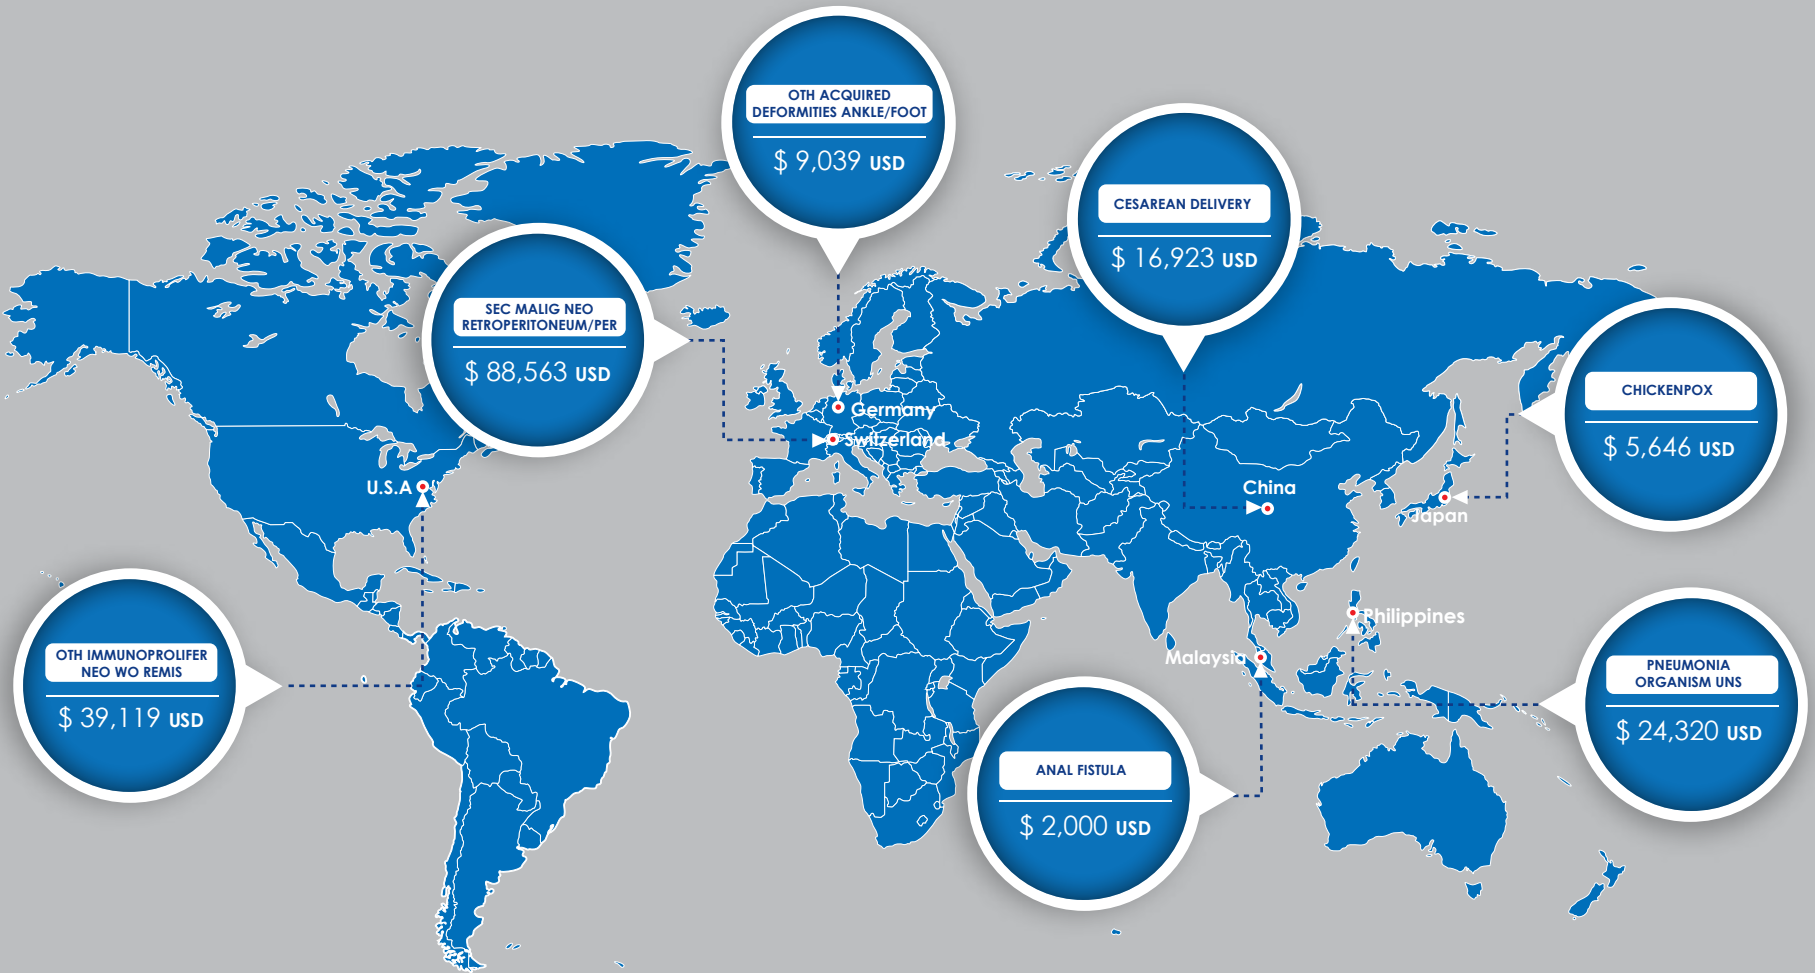 OTH ACQUIRED
DEFORMITIES ANKLE/FOOT
$ 9,039 USD
CESAREAN DELIVERY
$ 16,923 USD
SEC MALIG NEO
RETROPERITONEUM/PER
$ 88,563 USD
CHICKENPOX
$ 5,646 USD
Germany
Switzerland
U.S.A
China
Japan
OTH IMMUNOPROLIFER
NEO WO REMIS
$ 39,119 USD
Philippines
Malaysia
PNEUMONIA
ORGANISM UNS
$ 24,320 USD
ANAL FISTULA
$ 2,000 USD